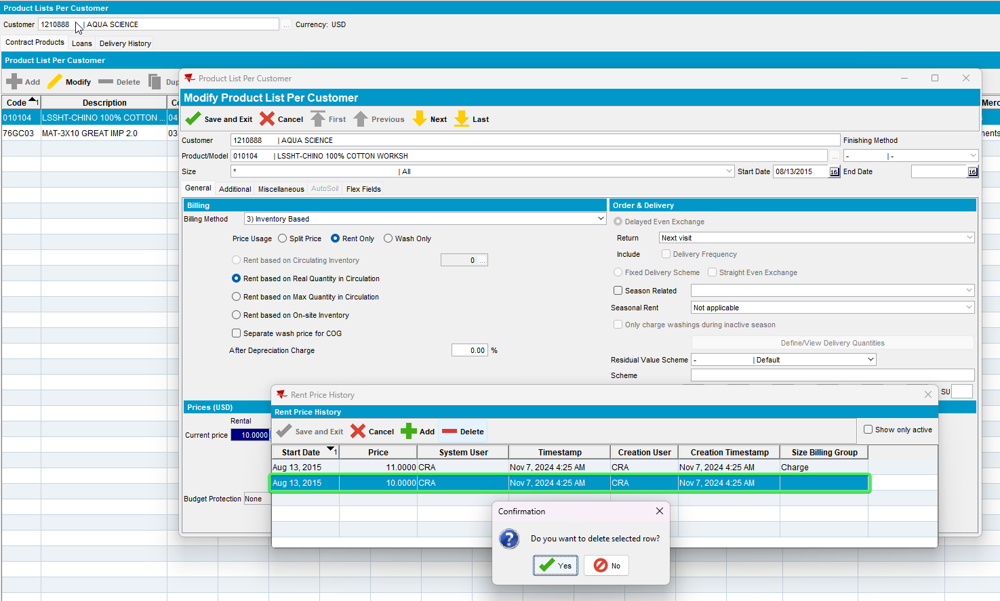 Product Lists Per Customer
Customer 1210888 | AQUA SCIENCE ... Currency: USD
Contract Products Loans Delivery History
Product List Per Customer
Add Modify Delete
Code 1 Description
010104 LSSHT-CHINO 100% COTTON ... 04
76GC03 MAT-3X10 GREAT IMP 2.0 03
Product List Per Customer
Modify Product List Per Customer
Save and Exit Cancel First Previous Next Last
Customer 1210888 | AQUA SCIENCE Finishing Method
Product/Model 010104 | LSSHT-CHINO 100% COTTON WORKSH ... - | -
Size * | All Start Date 08/13/2015 16 End Date 16
General Additional Miscellaneous AutoSoil Flex Fields
Billing
Billing Method 3) Inventory Based
Price Usage Split Price Rent Only Wash Only
Rent based on Circulating Inventory 0 ...
Rent based on Real Quantity in Circulation
Rent based on Max Quantity in Circulation
Rent based on On-site Inventory
Separate wash price for COG
After Depreciation Charge 0.00 %
Order & Delivery
Delayed Even Exchange
Return Next visit
Include Delivery Frequency
Fixed Delivery Scheme Straight Even Exchange
Season Related
Seasonal Rent Not applicable
Only charge washings during inactive season
Define/View Delivery Quantities
Residual Value Scheme - | Default
Scheme
SU
Prices (USD)
Rental
Current price 10.0000
Budget Protection None
Rent Price History
Rent Price History
Save and Exit Cancel Add Delete Show only active
Start Date 1 Price System User Timestamp Creation User Creation Timestamp Size Billing Group
Aug 13, 2015 11.0000 CRA Nov 7, 2024 4:25 AM CRA Nov 7, 2024 4:25 AM Charge
Aug 13, 2015 10.0000 CRA Nov 7, 2024 4:25 AM CRA Nov 7, 2024 4:25 AM
Confirmation
Do you want to delete selected row?
Yes No